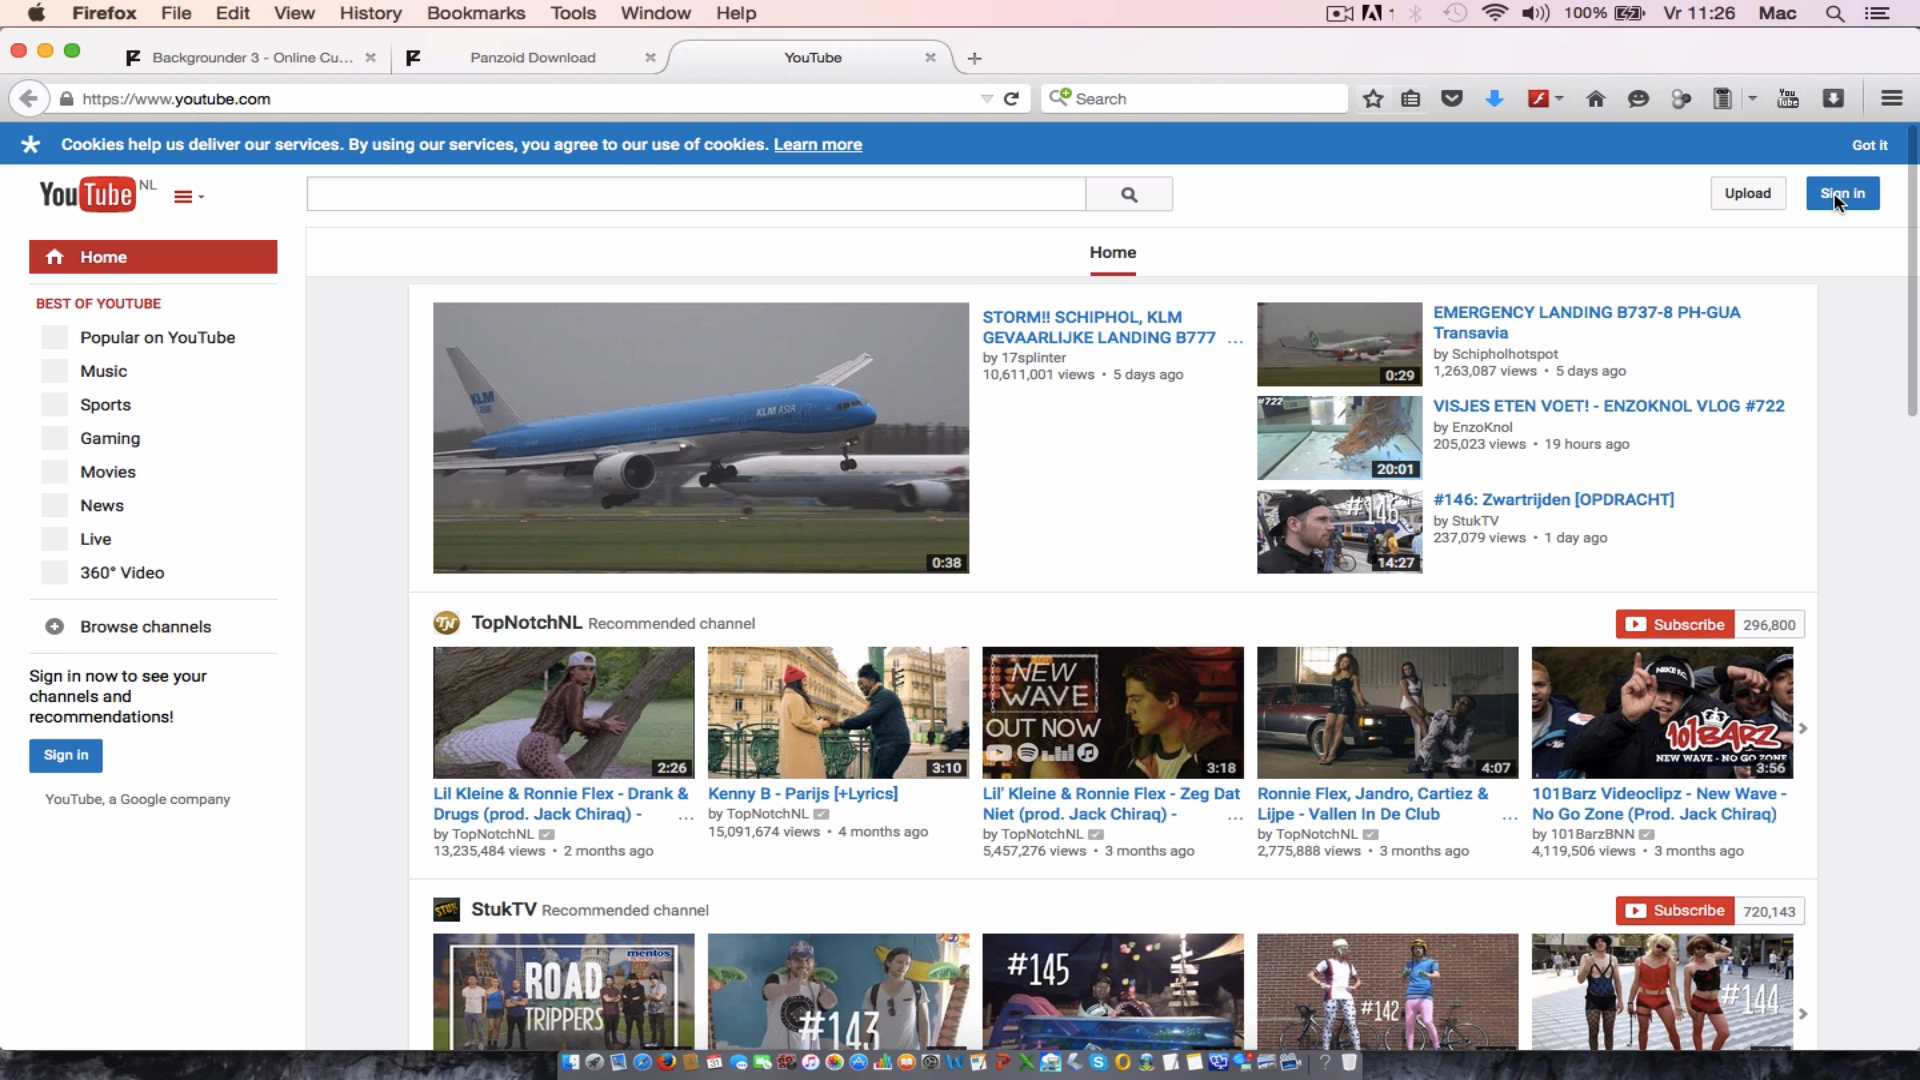 Firefox File Edit View History Bookmarks Tools Window Help
1 100% Vr 11:26 Mac
Backgrounder 3 - Online Cu... Panzoid Download YouTube
https://www.youtube.com Search
Cookies help us deliver our services. By using our services, you agree to our use of cookies. Learn more Got it
YouTube NL Upload Sign in
Home
BEST OF YOUTUBE
Popular on YouTube
Music
Sports
Gaming
Movies
News
Live
360° Video
Browse channels
Sign in now to see your
channels and
recommendations!
Sign in
YouTube, a Google company
Home
KLM ASIA
0:38
STORM!! SCHIPHOL, KLM
GEVAARLIJKE LANDING B777 ...
by 17splinter
10,611,001 views • 5 days ago
0:29
EMERGENCY LANDING B737-8 PH-GUA
Transavia
by Schipholhotspot
1,263,087 views • 5 days ago
#722
20:01
VISJES ETEN VOET! - ENZOKNOL VLOG #722
by EnzoKnol
205,023 views • 19 hours ago
#146
14:27
#146: Zwartrijden [OPDRACHT]
by StukTV
237,079 views • 1 day ago
TopNotchNL Recommended channel
Subscribe 296,800
2:26
Lil Kleine & Ronnie Flex - Drank &
Drugs (prod. Jack Chiraq) - ...
by TopNotchNL
13,235,484 views • 2 months ago
3:10
Kenny B - Parijs [+Lyrics]
by TopNotchNL
15,091,674 views • 4 months ago
NEW
WAVE
OUT NOW
3:18
Lil' Kleine & Ronnie Flex - Zeg Dat
Niet (prod. Jack Chiraq) - ...
by TopNotchNL
5,457,276 views • 3 months ago
4:07
Ronnie Flex, Jandro, Cartiez &
Lijpe - Vallen In De Club ...
by TopNotchNL
2,775,888 views • 3 months ago
101BARZ
NEW WAVE - NO GO ZONE
3:56
101Barz Videoclipz - New Wave -
No Go Zone (Prod. Jack Chiraq)
by 101BarzBNN
4,119,506 views • 3 months ago
StukTV Recommended channel
Subscribe 720,143
mentos
ROAD
TRIPPERS
#143
#145
#142
#144